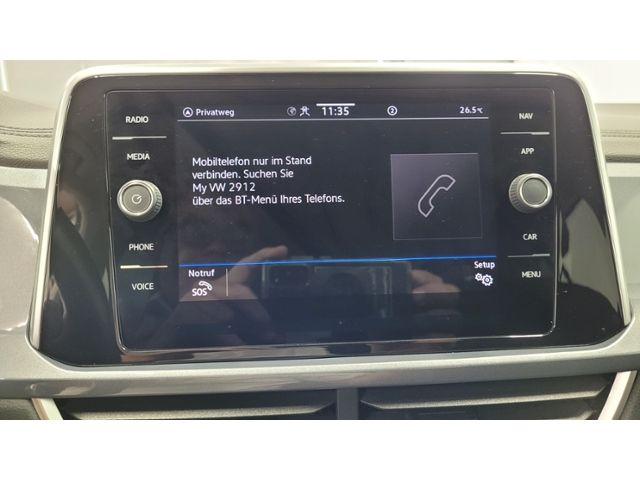 RADIO
MEDIA
PHONE
VOICE
Privatweg
11:35
2
26.5°C
Mobiltelefon nur im Stand
verbinden. Suchen Sie
My VW 2912
über das BT-Menü Ihres Telefons.
Notruf
SOS
Setup
NAV
APP
CAR
MENU